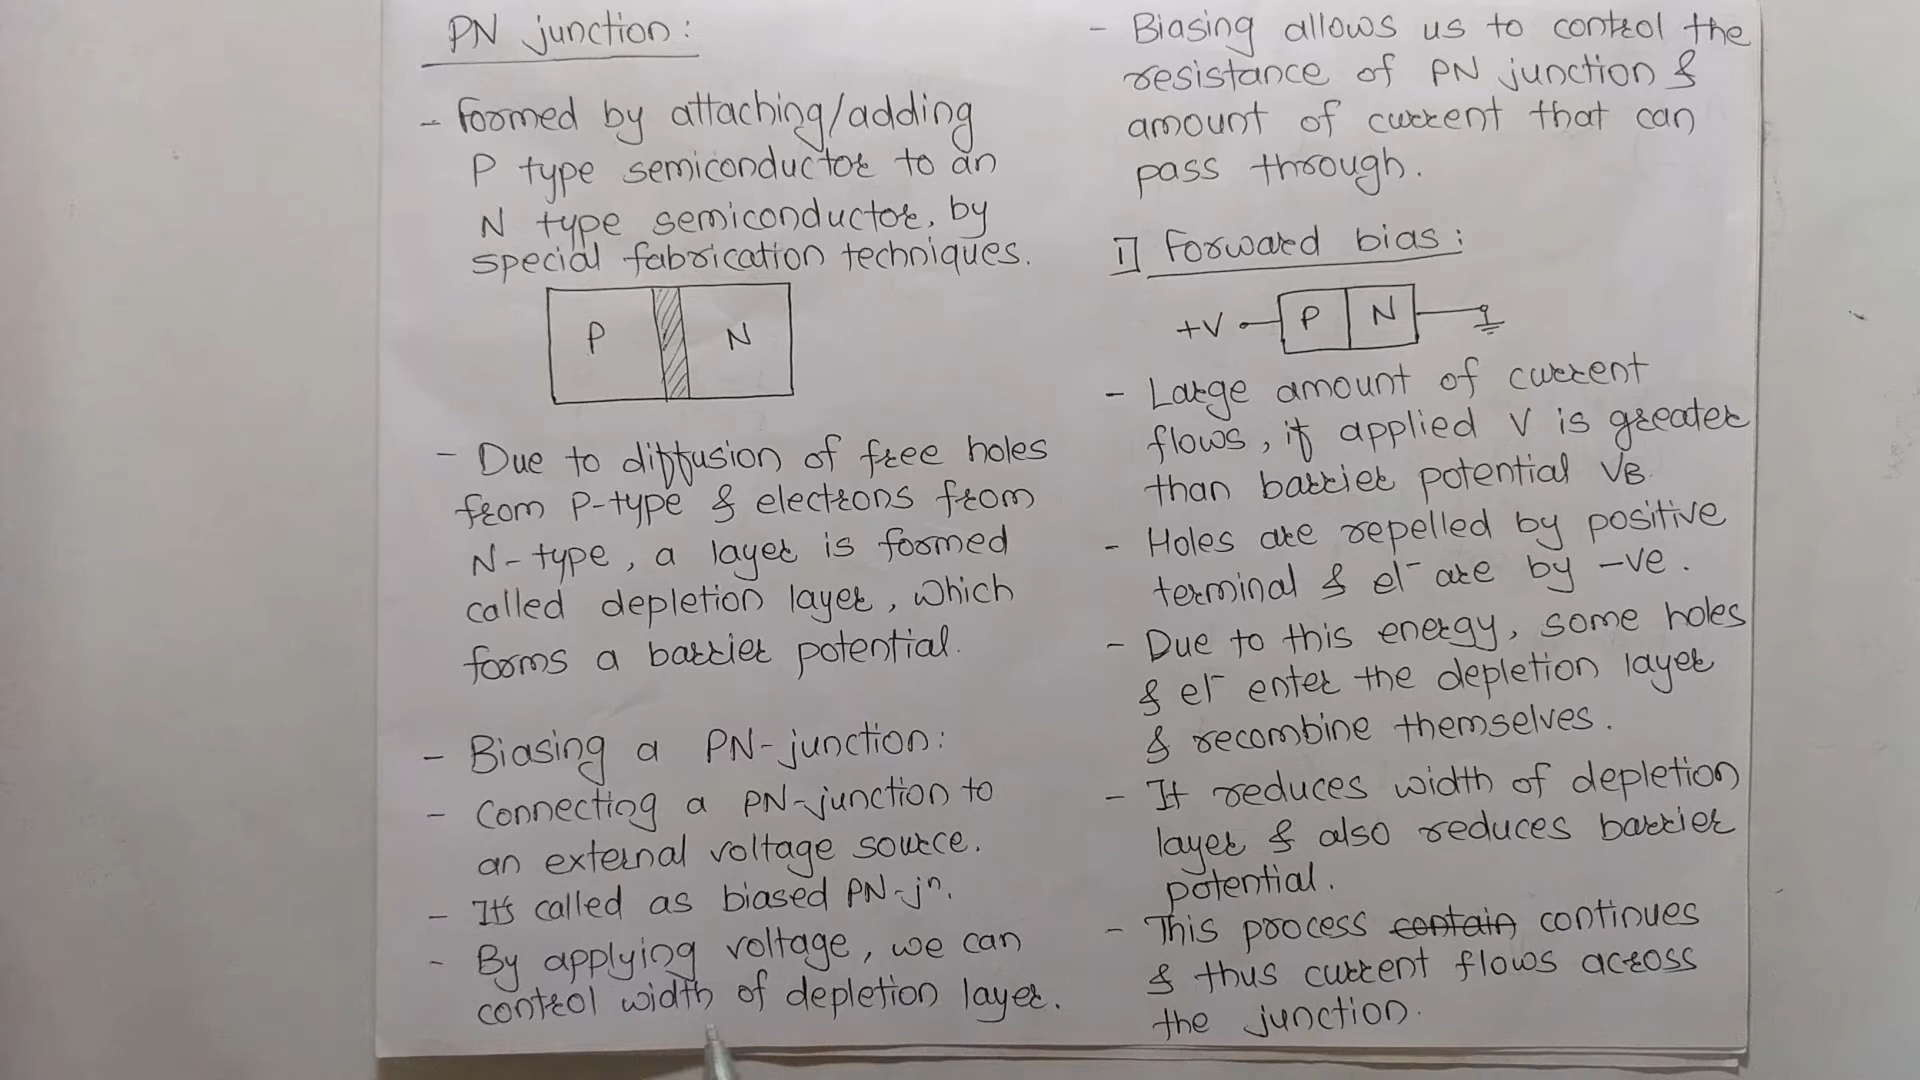 PN junction:
- Formed by attaching/adding
P type semiconductor to an
N type semiconductor, by
special fabrication techniques.
P N
- Due to diffusion of free holes
from P-type & electrons from
N-type, a layer is formed
called depletion layer, which
forms a barrier potential.
- Biasing a PN-junction:
- Connecting a PN-junction to
an external voltage source.
- It's called as biased PN-jn.
- By applying voltage, we can
control width of depletion layer.
- Biasing allows us to control the
resistance of PN junction &
amount of current that can
pass through.
1] Forward bias:
+V P N
- Large amount of current
flows, if applied V is greater
than barrier potential VB.
- Holes are repelled by positive
terminal & el- are by -ve.
- Due to this energy, some holes
& el- enter the depletion layer
& recombine themselves.
- It reduces width of depletion
layer & also reduces barrier
potential.
- This process contain continues
& thus current flows across
the junction.